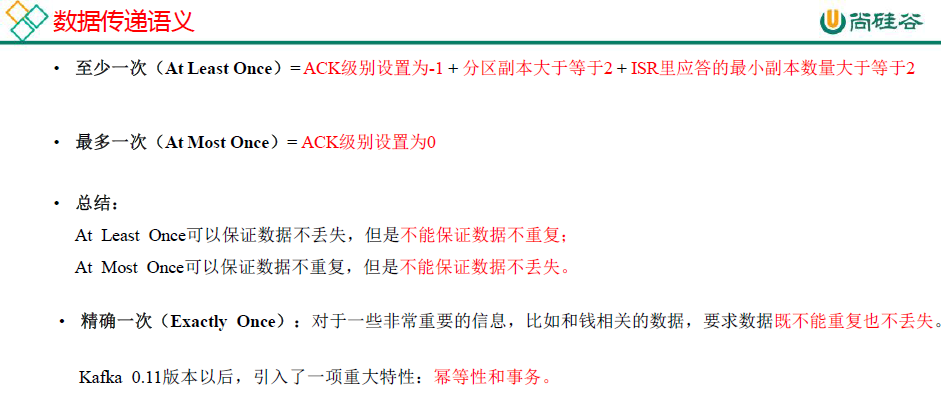 数据传递语义
尚硅谷
• 至少一次（At Least Once）= ACK级别设置为-1 + 分区副本大于等于2 + ISR里应答的最小副本数量大于等于2
• 最多一次（At Most Once）= ACK级别设置为0
• 总结：
At Least Once可以保证数据不丢失，但是不能保证数据不重复；
At Most Once可以保证数据不重复，但是不能保证数据不丢失。
• 精确一次（Exactly Once）：对于一些非常重要的信息，比如和钱相关的数据，要求数据既不能重复也不丢失。
Kafka 0.11版本以后，引入了一项重大特性：幂等性和事务。